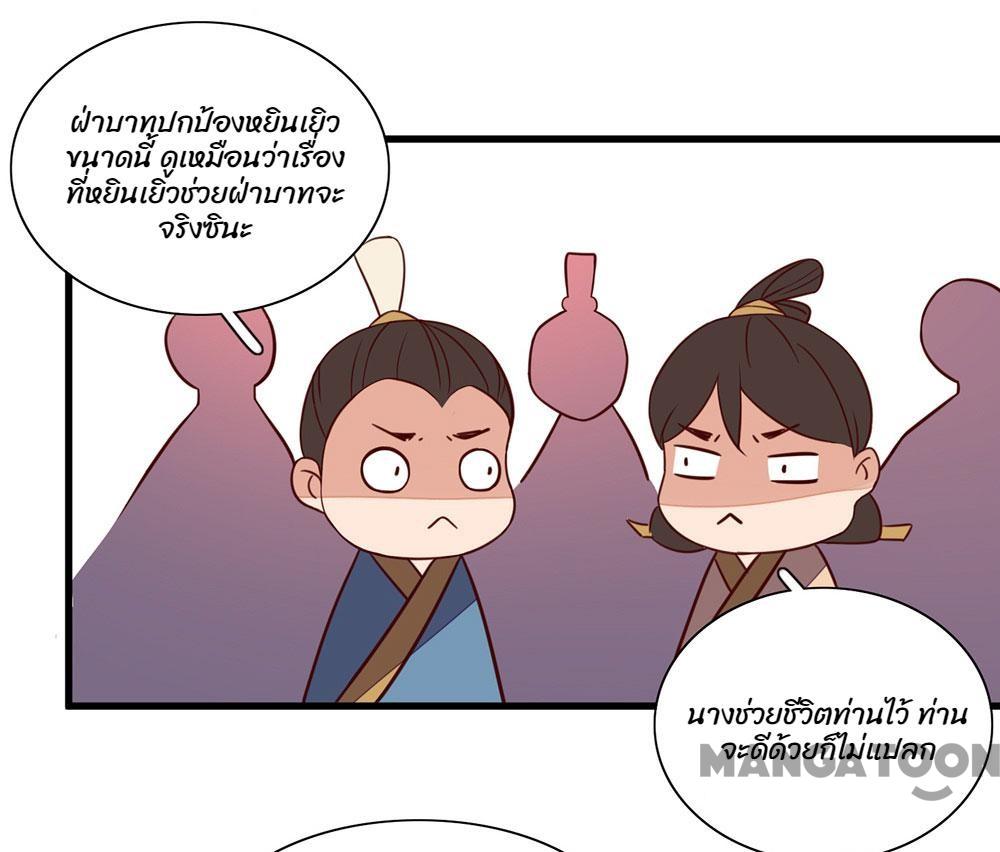 ฝ่าบาทปกป้องหยินเยิว
ขนาดนี้ ดูเหมือนว่าเรื่อง
ที่หยินเยิวช่วยฝ่าบาทจะ
จริงซินะ
นางช่วยชีวิตท่านไว้ ท่าน
จะดีด้วยก็ไม่แปลก
MANGATOON